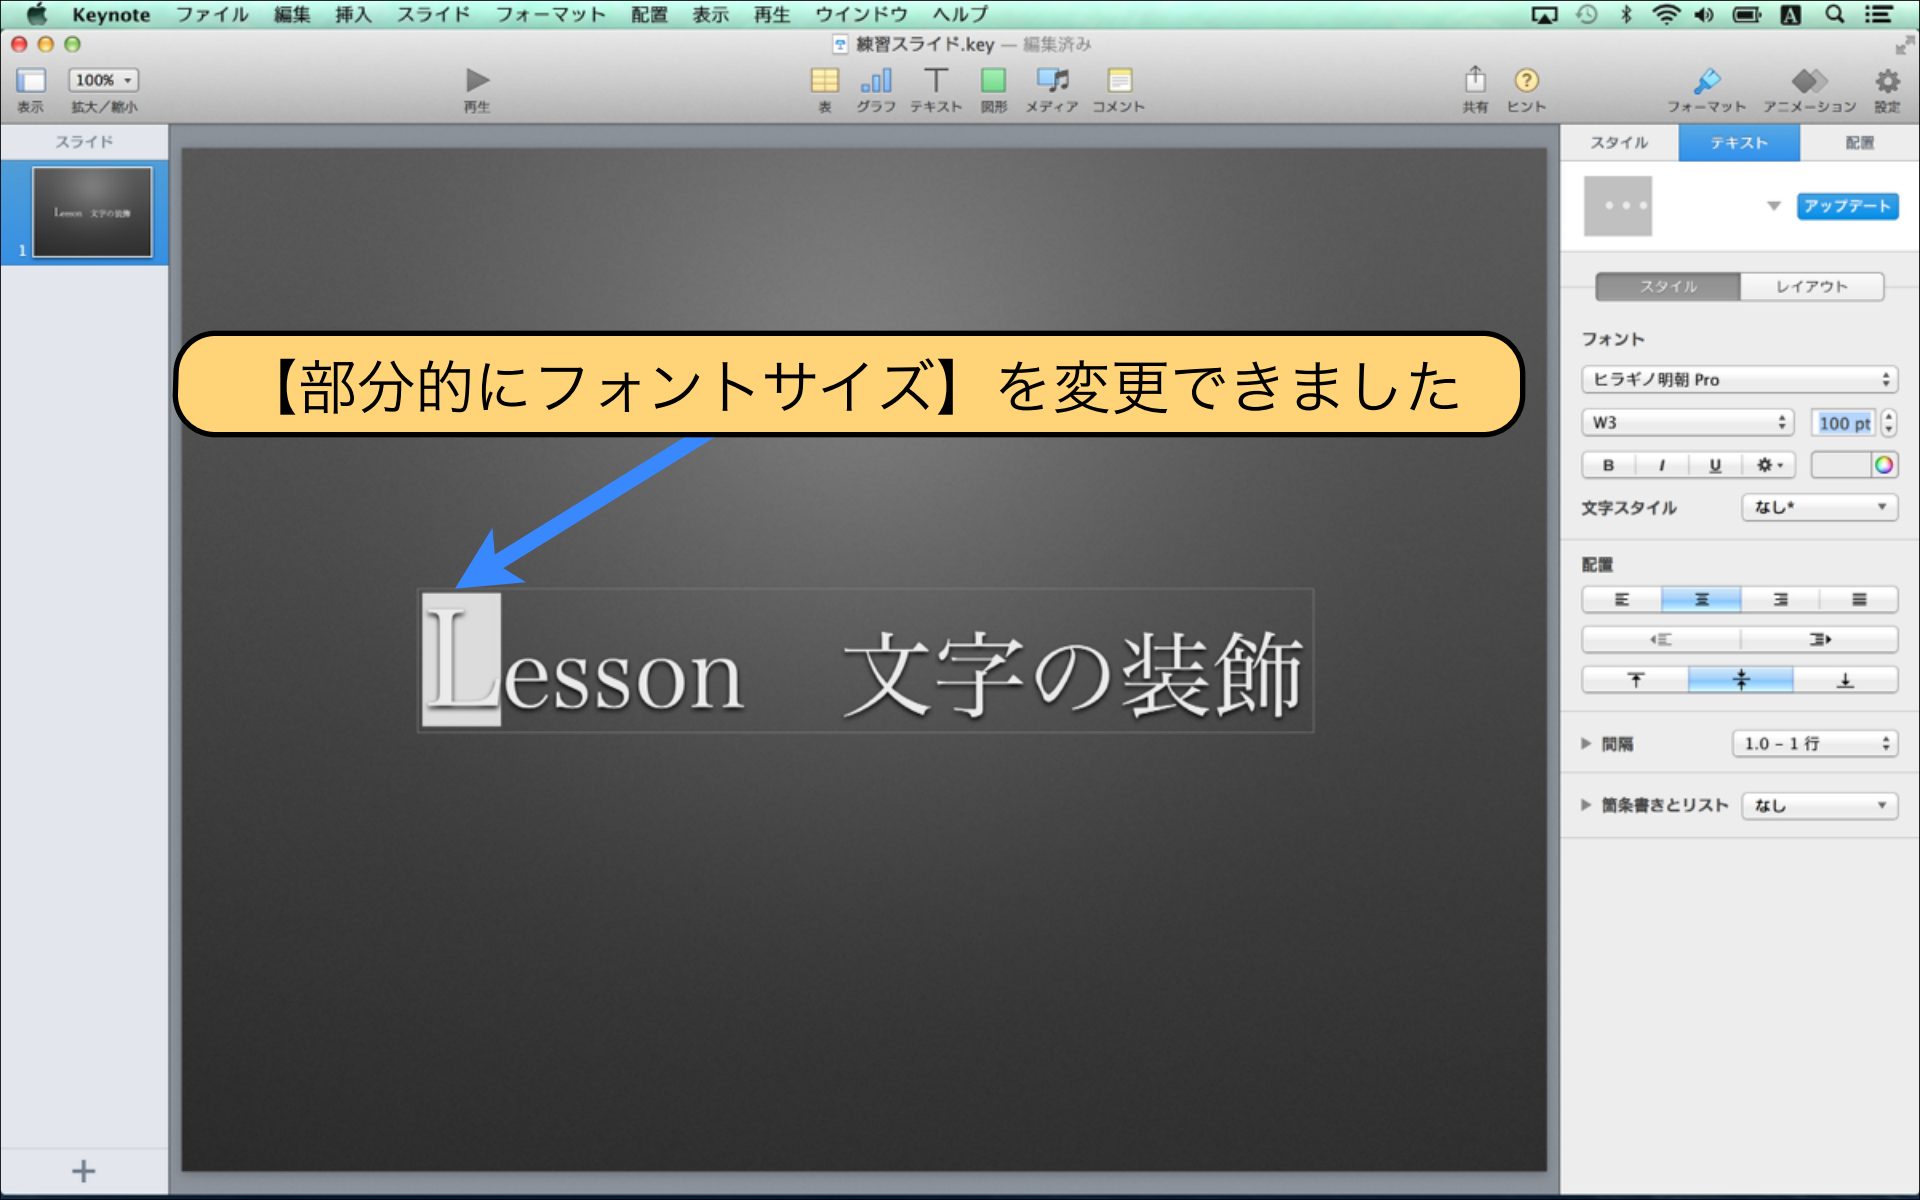 Keynote ファイル 編集 挿入 スライド フォーマット 配置 表示 再生 ウインドウ ヘルプ A
練習スライド.key — 編集済み
100%
表示 拡大／縮小 再生 表 グラフ テキスト 図形 メディア コメント 共有 ヒント フォーマット アニメーション 設定
スライド
Lesson 文字の装飾
1
【部分的にフォントサイズ】を変更できました
Lesson 文字の装飾
スタイル テキスト 配置
アップデート
スタイル レイアウト
フォント
ヒラギノ明朝 Pro
W3 100 pt
B I U
文字スタイル なし*
配置
間隔 1.0 – 1 行
箇条書きとリスト なし